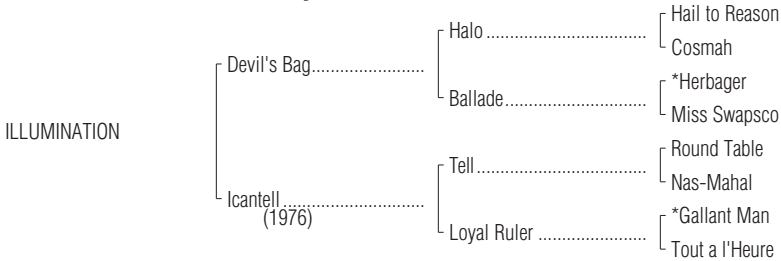 Hail to Reason
Halo ................................
Cosmah
Devil's Bag.......................
*Herbager
Ballade.............................
Miss Swapsco
ILLUMINATION
Round Table
Tell...................................
Nas-Mahal
Icantell .............................
(1976)
*Gallant Man
Loyal Ruler ......................
Tout a l'Heure